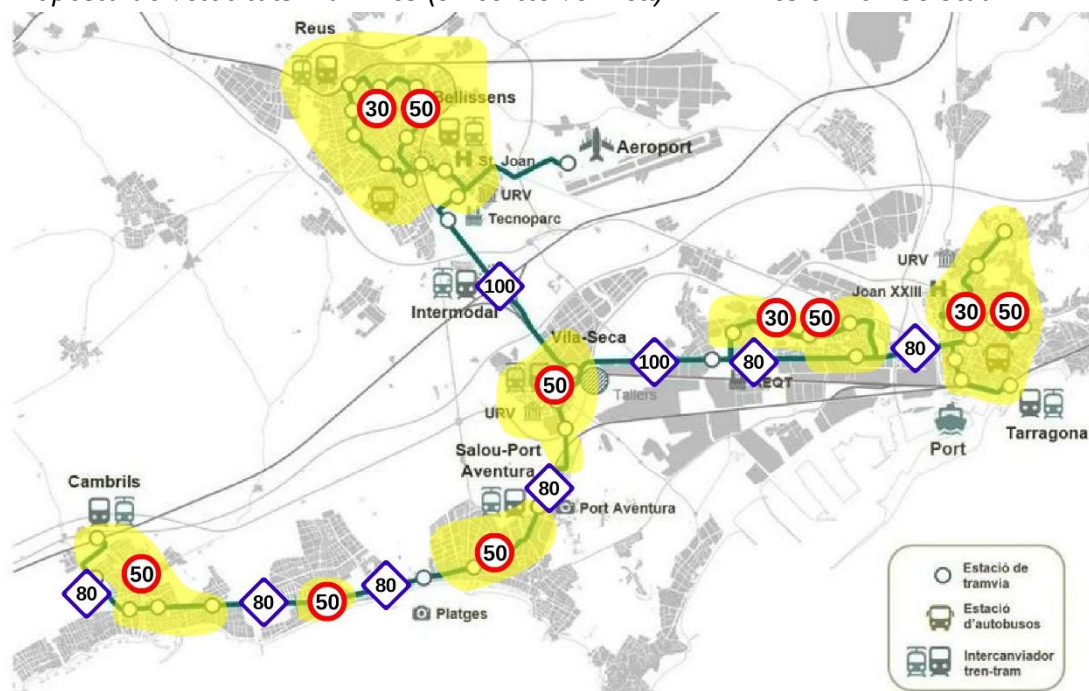 Reus
Bellissens
30
50
Aeroport
St. Joan
URV
Tecnoparc
100
Intermodal
URV
Joan XXIII
30
50
30
50
Vila-Seca
100
80
80
50
Tallers
URV
Port
Tarragona
Salou-Port
Aventura
80
Port Aventura
Cambrils
50
50
80
80
50
80
Platges
Estació de
tramvia
Estació
d'autobusos
Intercanviador
tren-tram